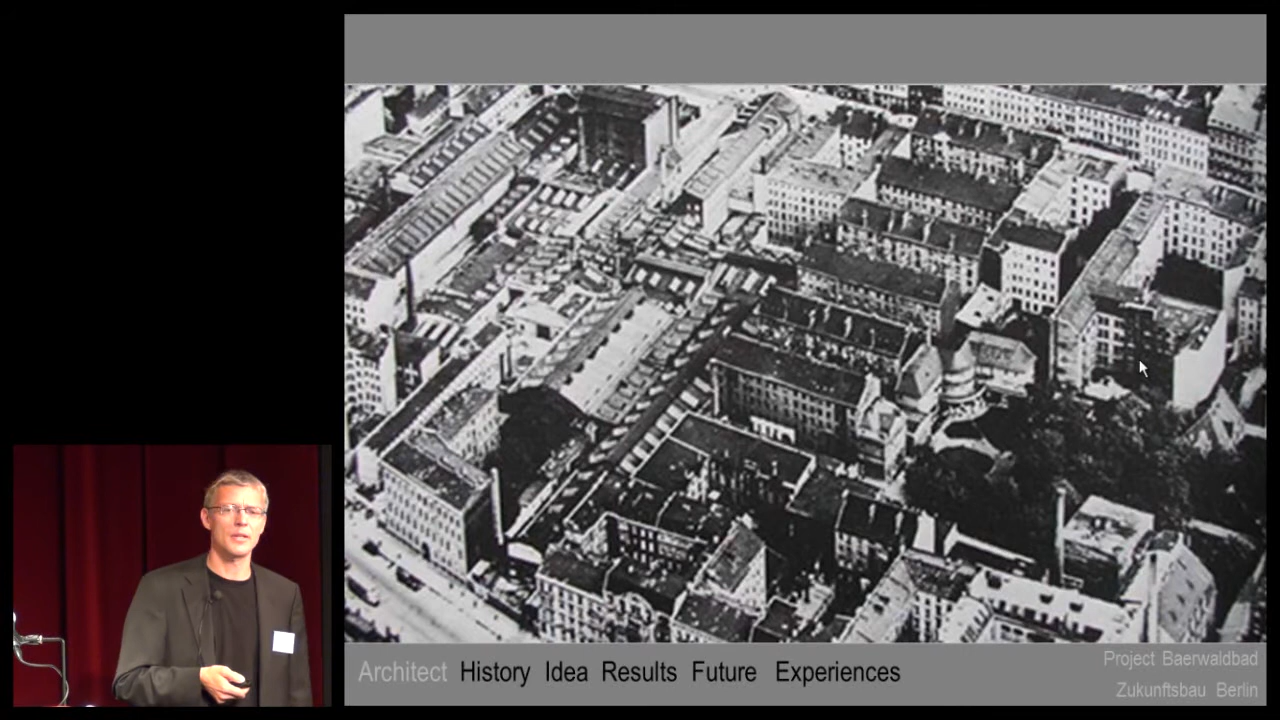 Architect History Idea Results Future Experiences
Project Baerwaldbad
Zukunftsbau Berlin